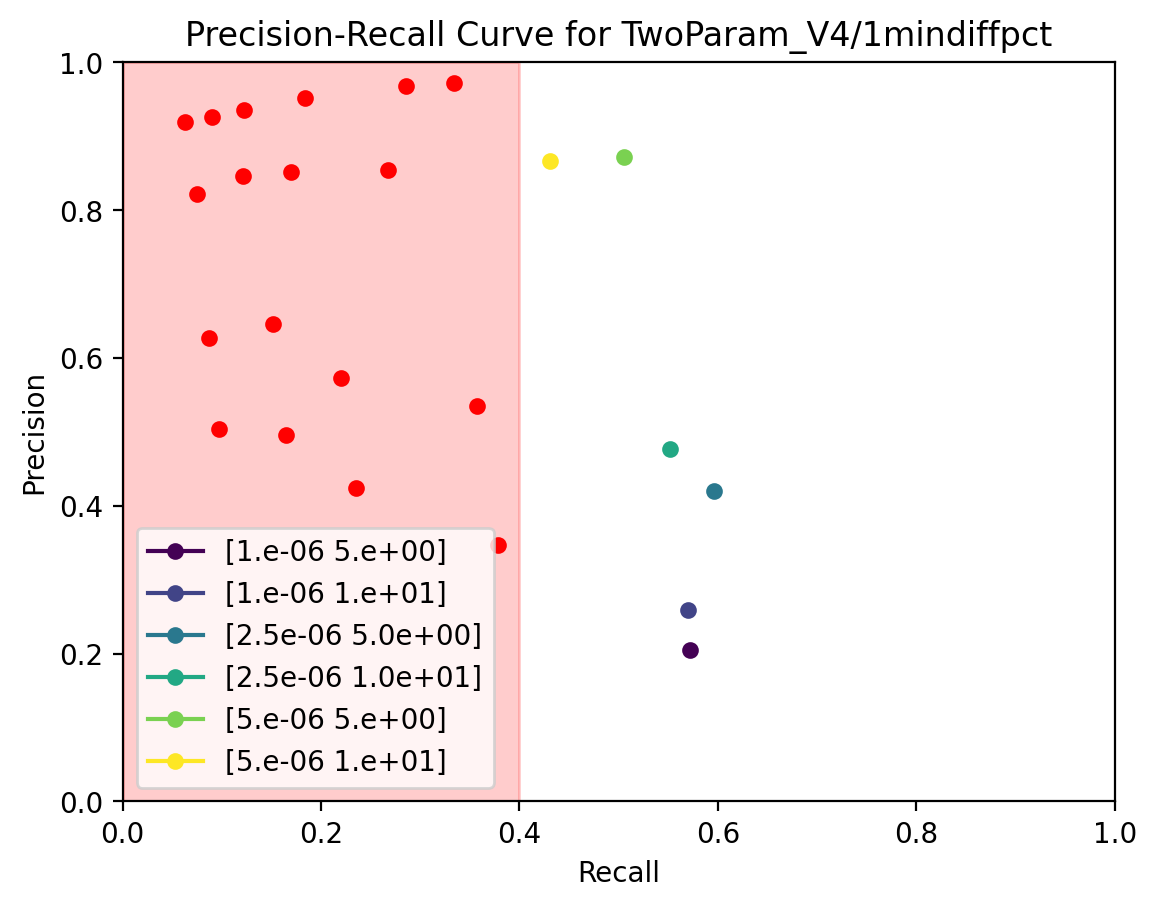 Precision-Recall Curve for TwoParam_V4/1mindiffpct
1.0
0.8
0.6
0.4
0.2
0.0
Precision
[1.e-06 5.e+00]
[1.e-06 1.e+01]
[2.5e-06 5.0e+00]
[2.5e-06 1.0e+01]
[5.e-06 5.e+00]
[5.e-06 1.e+01]
0.0 0.2 0.4 0.6 0.8 1.0
Recall